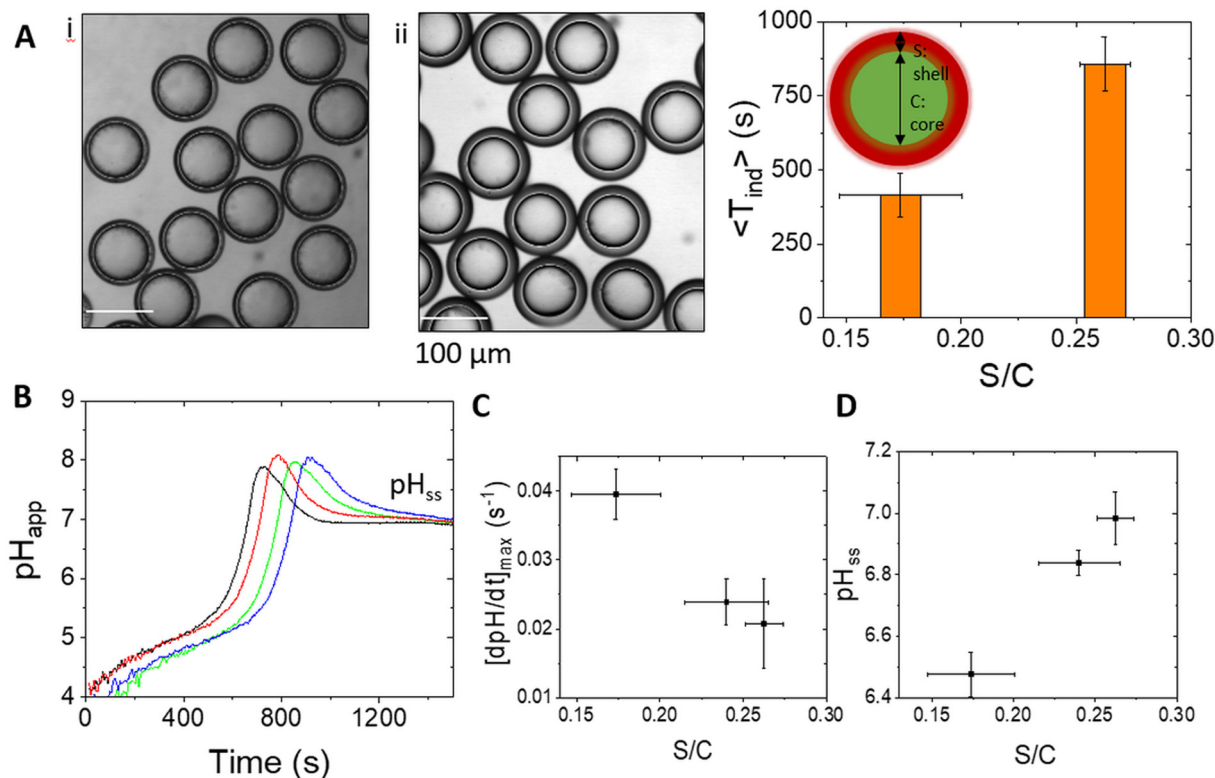 A
i
ii
100 µm
<T_ind> (s)
1000
750
500
250
0
S:
shell
C:
core
0.15 0.20 0.25 0.30
S/C
B
pH_app
9
8
7
6
5
4
pH_ss
0 400 800 1200
Time (s)
C
[dpH/dt]_max (s⁻¹)
0.04
0.03
0.02
0.01
0.15 0.20 0.25 0.30
S/C
D
pH_ss
7.2
7.0
6.8
6.6
6.4
0.15 0.20 0.25 0.30
S/C